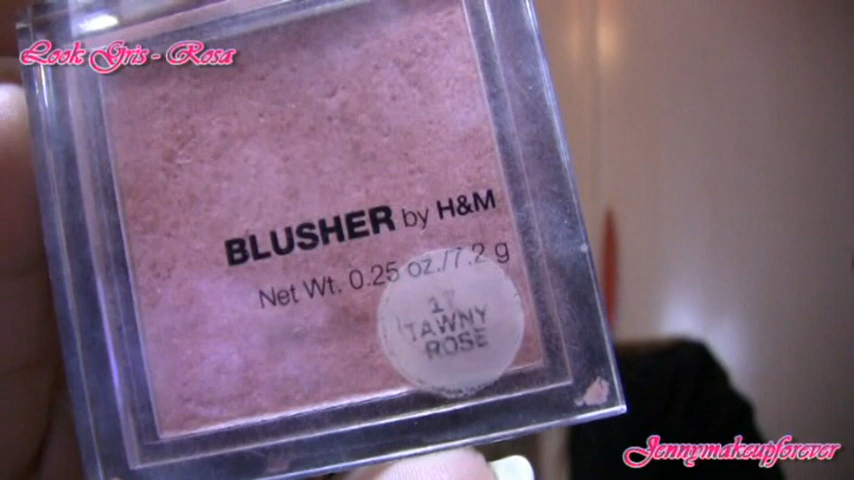 Look Gris - Rosa
BLUSHER by H&M
Net Wt. 0.25 oz./7.2 g
17
TAWNY
ROSE
Jennymakeupforever